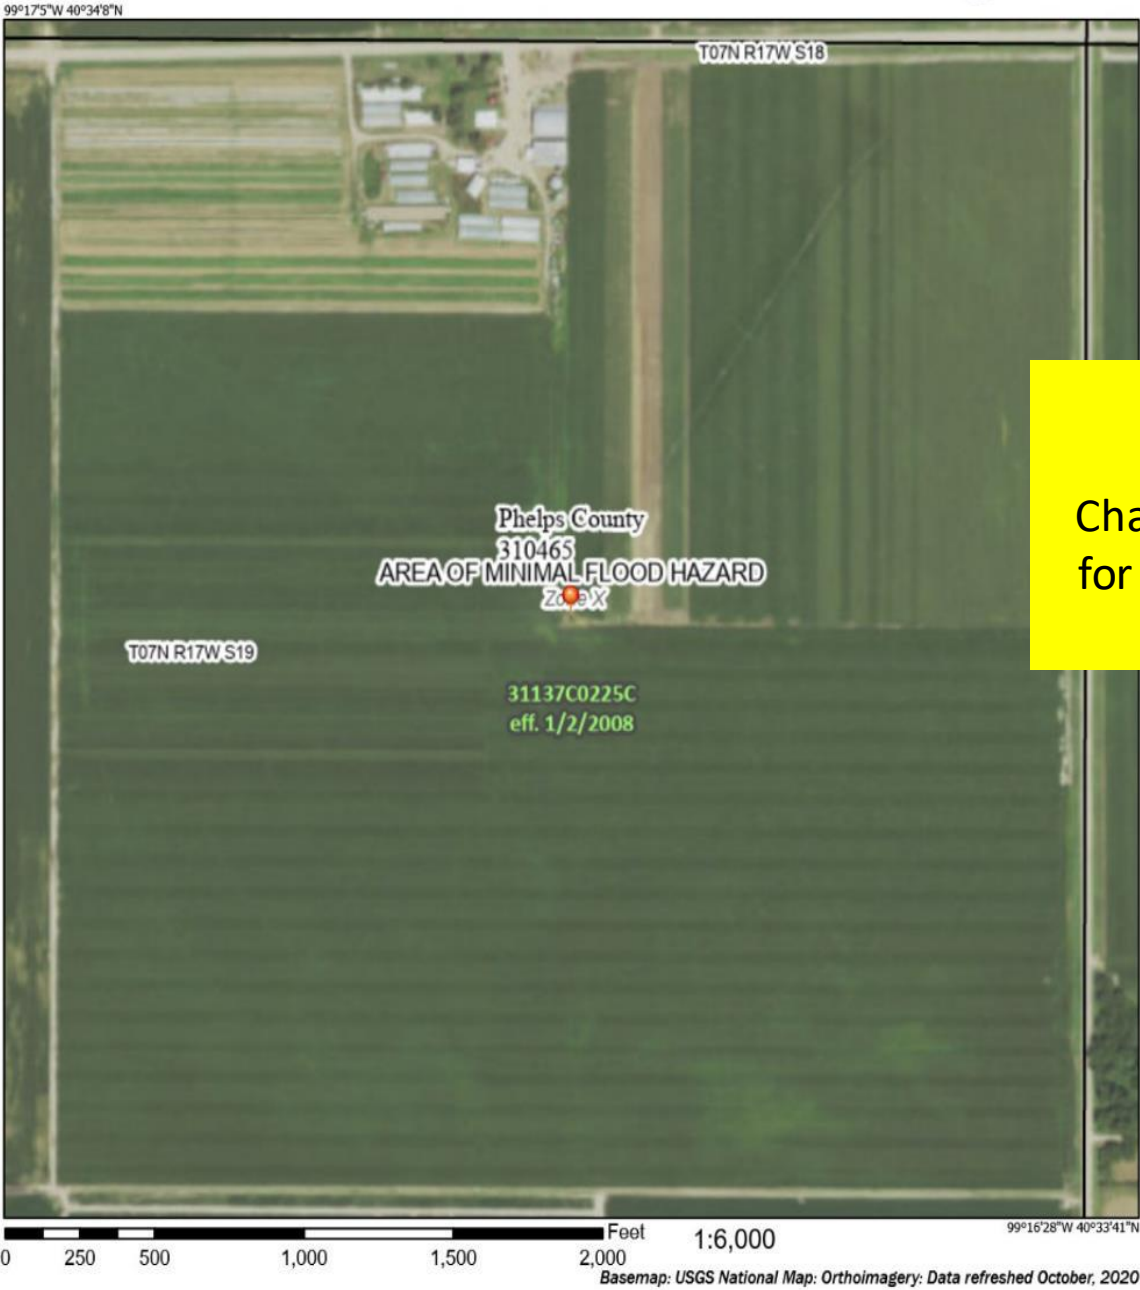 99°17'5"W 40°34'8"N
T07N R17W S18
Cha
for
Phelps County
310465
AREA OF MINIMAL FLOOD HAZARD
Zone X
T07N R17W S19
31137C0225C
eff. 1/2/2008
99°16'28"W 40°33'41"N
Feet
1:6,000
0 250 500 1,000 1,500 2,000
Basemap: USGS National Map: Orthoimagery: Data refreshed October, 2020